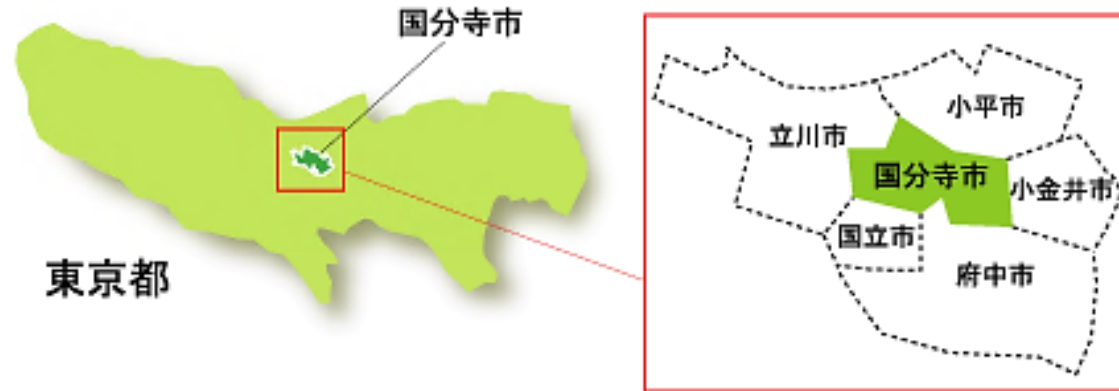 国分寺市
東京都
立川市
小平市
国分寺市
小金井市
国立市
府中市